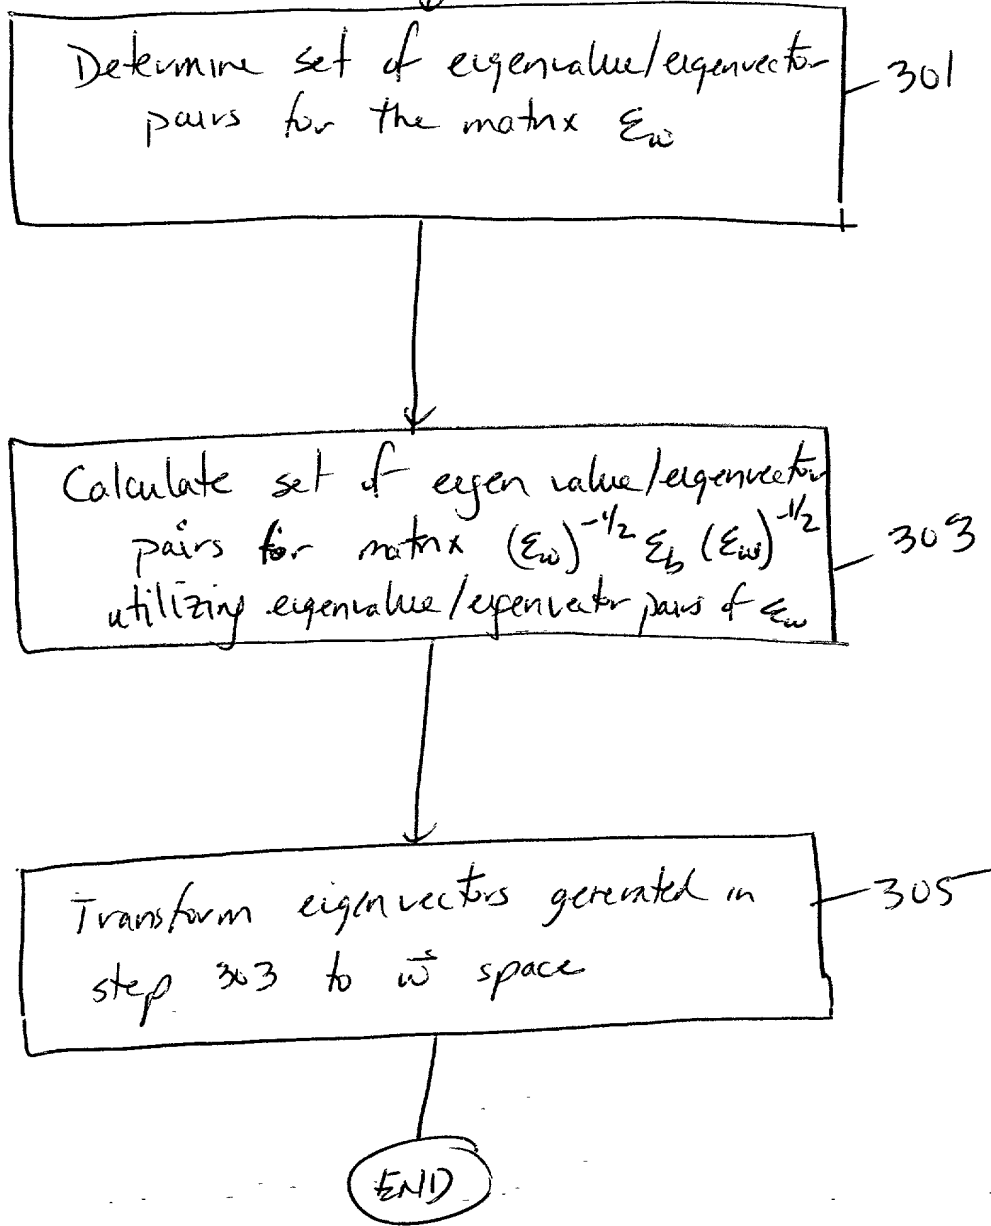 Determine set of eigenvalue/eigenvector
pairs for the matrix Σw
301
Calculate set of eigen value/eigenvector
pairs for matrix (Σw)^-1/2 Σb (Σw)^-1/2
utilizing eigenvalue/eigenvector pairs of Σw
303
Transform eigenvectors generated in
step 303 to w⃗ space
305
END